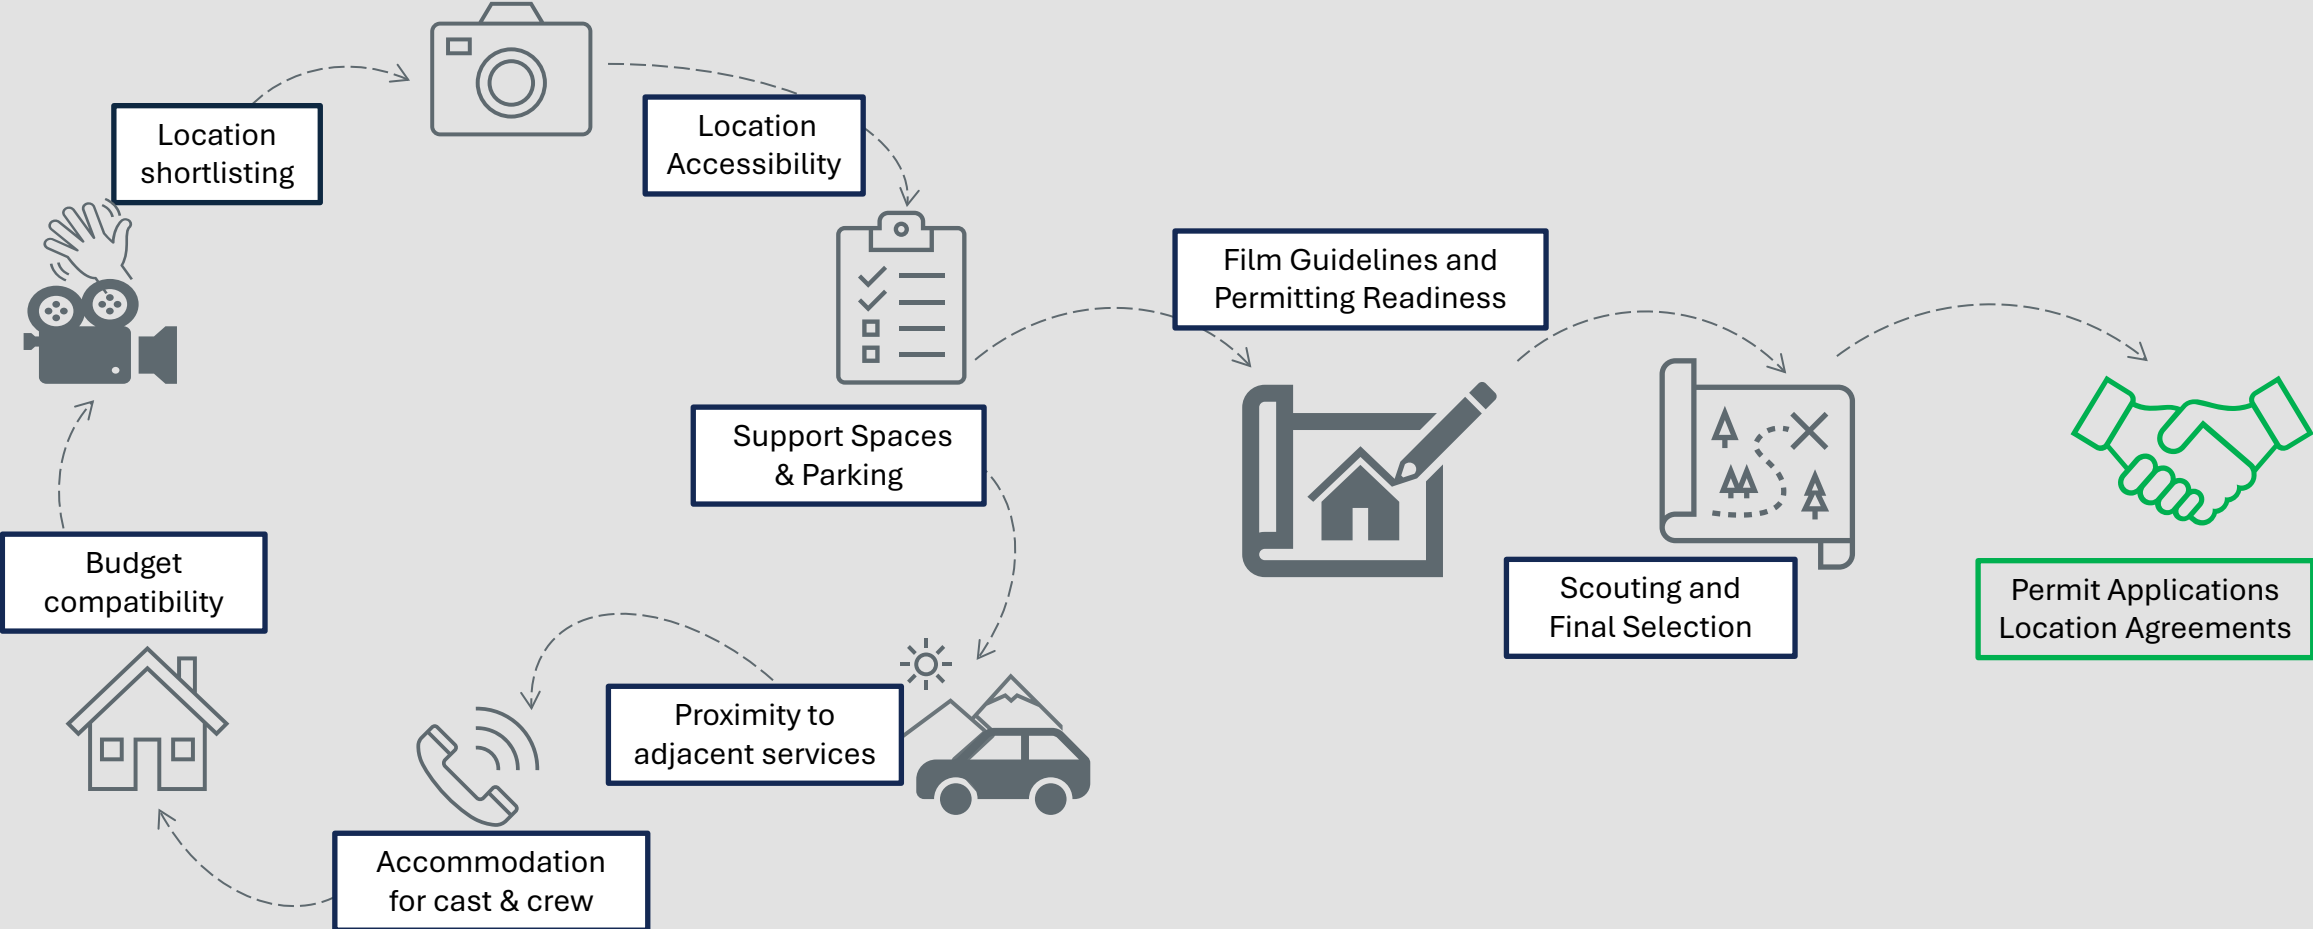 Location
shortlisting
Location
Accessibility
Support Spaces
& Parking
Proximity to
adjacent services
Accommodation
for cast & crew
Budget
compatibility
Film Guidelines and
Permitting Readiness
Scouting and
Final Selection
Permit Applications
Location Agreements